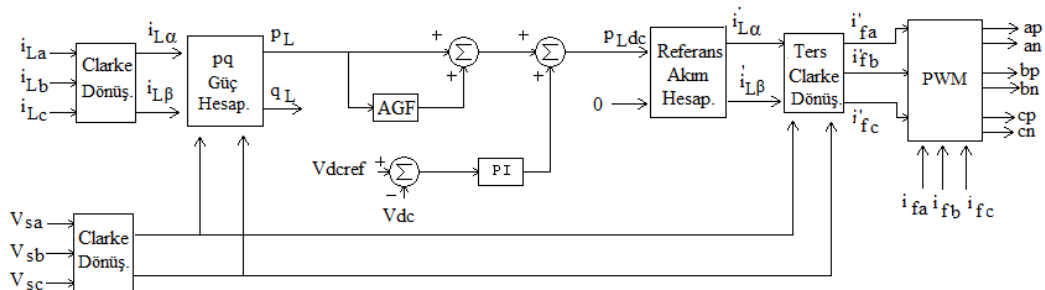 iLa
iLb
iLc
Clarke
Dönüş.
iLα
iLβ
pq
Güç
Hesap.
pL
qL
AGF
+
+
Σ
+
+
Σ
Vdcref
+
−
Σ
Vdc
PI
pLdc
0
Referans
Akım
Hesap.
i'Lα
i'Lβ
Ters
Clarke
Dönüş.
i'fa
i'fb
i'fc
PWM
ap
an
bp
bn
cp
cn
ifa
ifb
ifc
Vsa
Vsb
Vsc
Clarke
Dönüş.